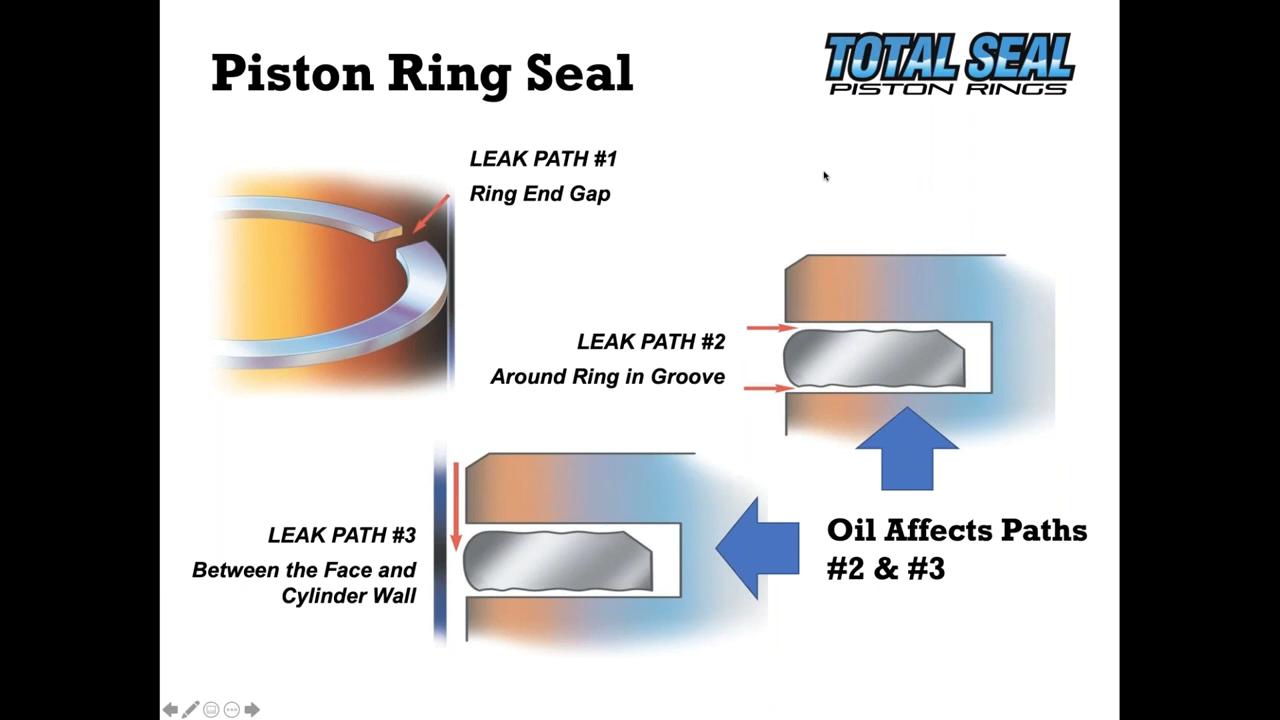 Piston Ring Seal
TOTAL SEAL
PISTON RINGS
LEAK PATH #1
Ring End Gap
LEAK PATH #2
Around Ring in Groove
LEAK PATH #3
Between the Face and
Cylinder Wall
Oil Affects Paths
#2 & #3